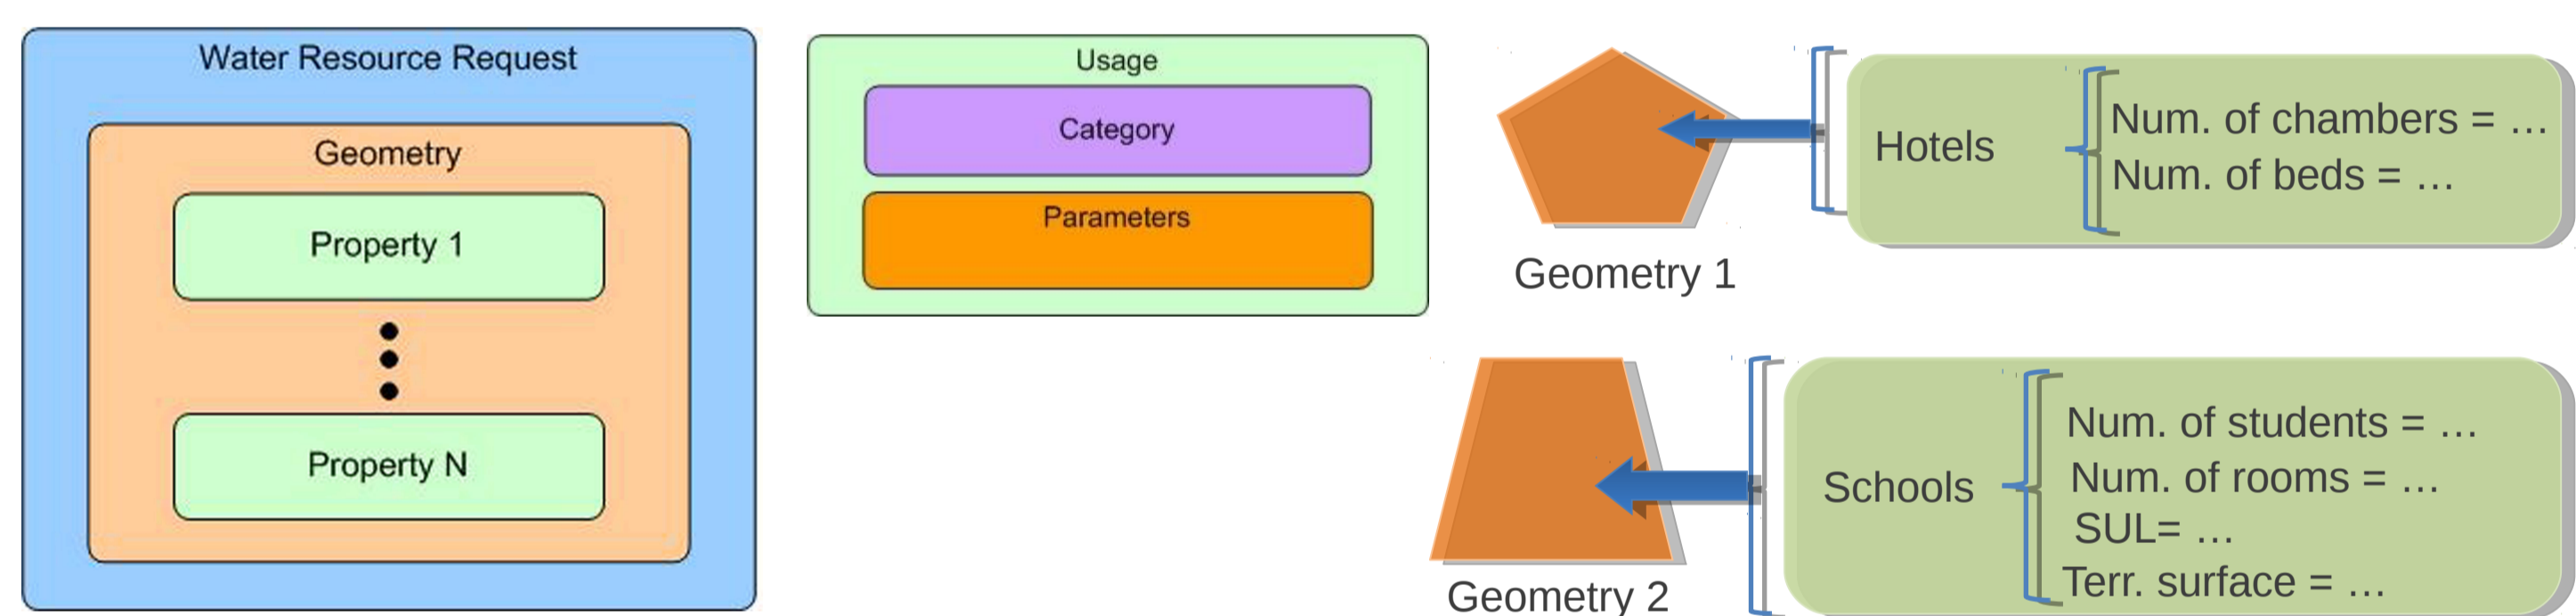 Water Resource Request
Geometry
Property 1
Property N
Usage
Category
Parameters
Geometry 1
Hotels
Num. of chambers = …
Num. of beds = …
Geometry 2
Schools
Num. of students = …
Num. of rooms = …
SUL= …
Terr. surface = …